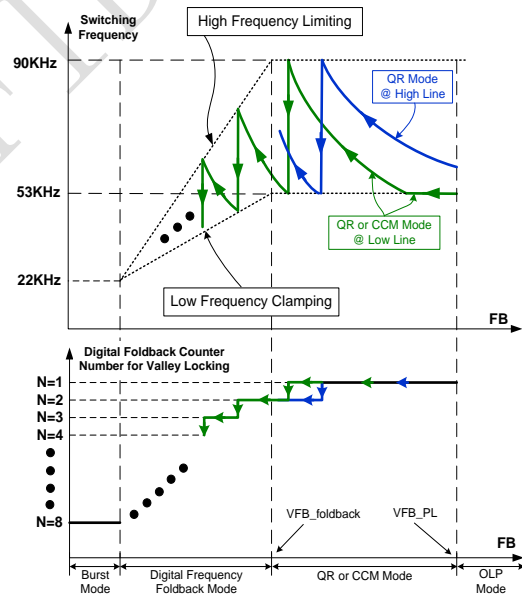 Switching
Frequency
High Frequency Limiting
90KHz
QR Mode
@ High Line
53KHz
QR or CCM Mode
@ Low Line
22KHz
Low Frequency Clamping
FB
Digital Foldback Counter
Number for Valley Locking
N=1
N=2
N=3
N=4
N=8
VFB_foldback
VFB_PL
FB
Burst
Mode
Digital Frequency
Foldback Mode
QR or CCM Mode
OLP
Mode